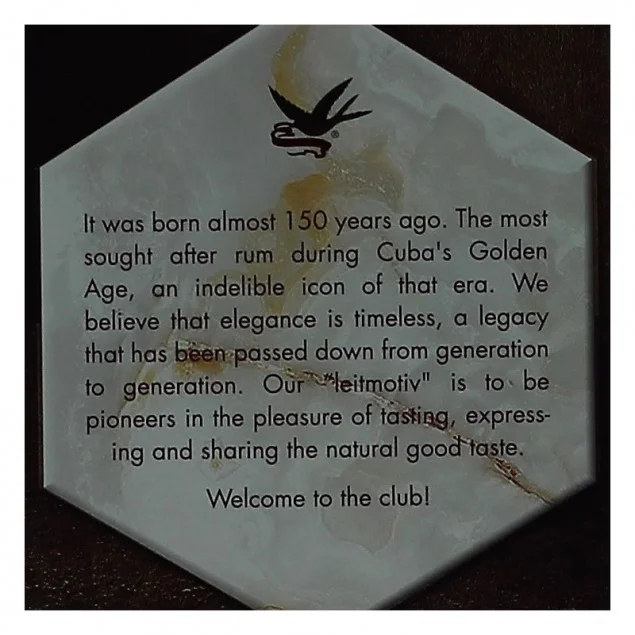 It was born almost 150 years ago. The most
sought after rum during Cuba's Golden
Age, an indelible icon of that era. We
believe that elegance is timeless, a legacy
that has been passed down from generation
to generation. Our "leitmotiv" is to be
pioneers in the pleasure of tasting, express-
ing and sharing the natural good taste.
Welcome to the club!